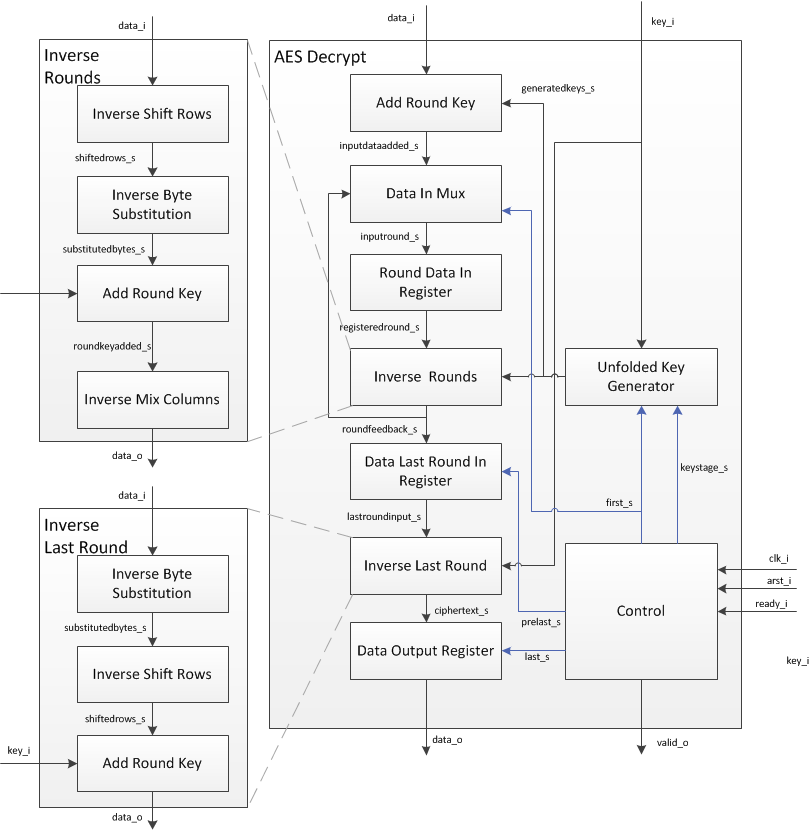 data_i
Inverse
Rounds
Inverse Shift Rows
shiftedrows_s
Inverse Byte
Substitution
substitutedbytes_s
Add Round Key
roundkeyadded_s
Inverse Mix Columns
data_o
data_i
Inverse
Last Round
Inverse Byte
Substitution
substitutedbytes_s
Inverse Shift Rows
shiftedrows_s
key_i
Add Round Key
data_o
data_i
key_i
AES Decrypt
Add Round Key
generatedkeys_s
inputdataadded_s
Data In Mux
inputround_s
Round Data In
Register
registeredround_s
Inverse Rounds
Unfolded Key
Generator
roundfeedback_s
Data Last Round In
Register
keystage_s
first_s
lastroundinput_s
Inverse Last Round
clk_i
arst_i
ready_i
Control
ciphertext_s
prelast_s
Data Output Register
last_s
key_i
data_o
valid_o